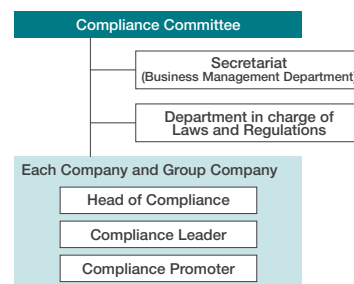 Compliance Committee
Secretariat
(Business Management Department)
Department in charge of
Laws and Regulations
Each Company and Group Company
Head of Compliance
Compliance Leader
Compliance Promoter